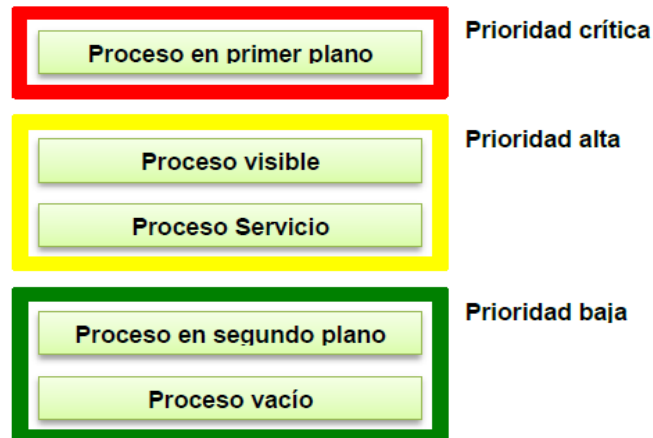 Proceso en primer plano
Prioridad crítica
Proceso visible
Prioridad alta
Proceso Servicio
Proceso en segundo plano
Prioridad baja
Proceso vacío